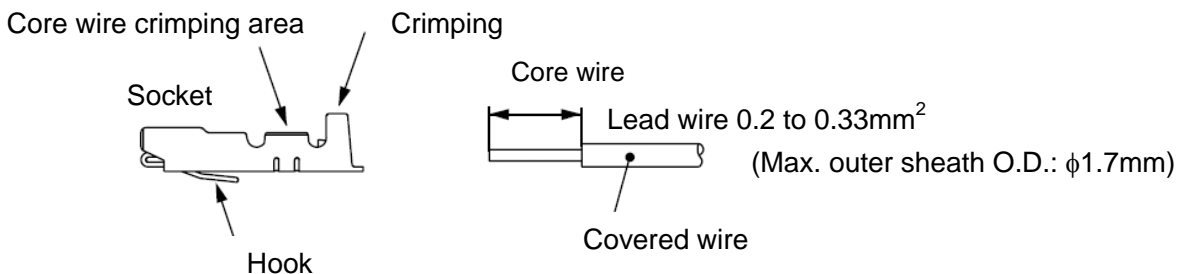 Core wire crimping area
Crimping
Core wire
Socket
Lead wire 0.2 to 0.33mm²
(Max. outer sheath O.D.: ϕ1.7mm)
Covered wire
Hook